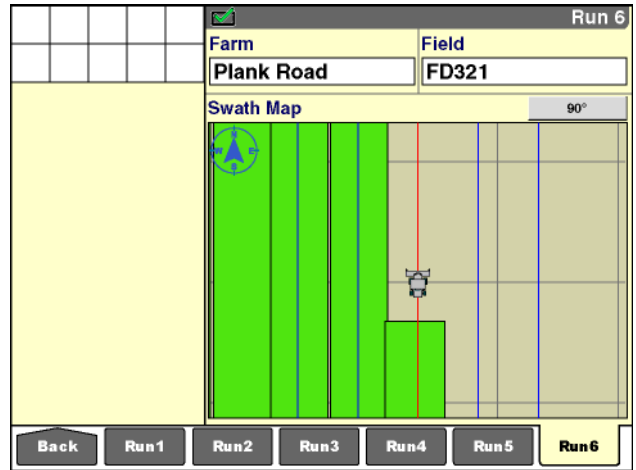 Run 6
Farm
Field
Plank Road
FD321
Swath Map
90°
N
W
E
S
Back
Run1
Run2
Run3
Run4
Run5
Run6